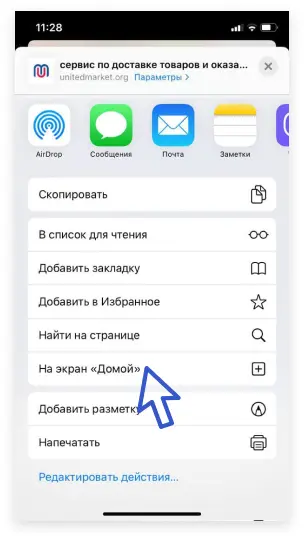 11:28
сервис по доставке товаров и оказа...
unitedmarket.org Параметры >
AirDrop Сообщения Почта Заметки
Скопировать
В список для чтения
Добавить закладку
Добавить в Избранное
Найти на странице
На экран «Домой»
Добавить разметку
Напечатать
Редактировать действия...